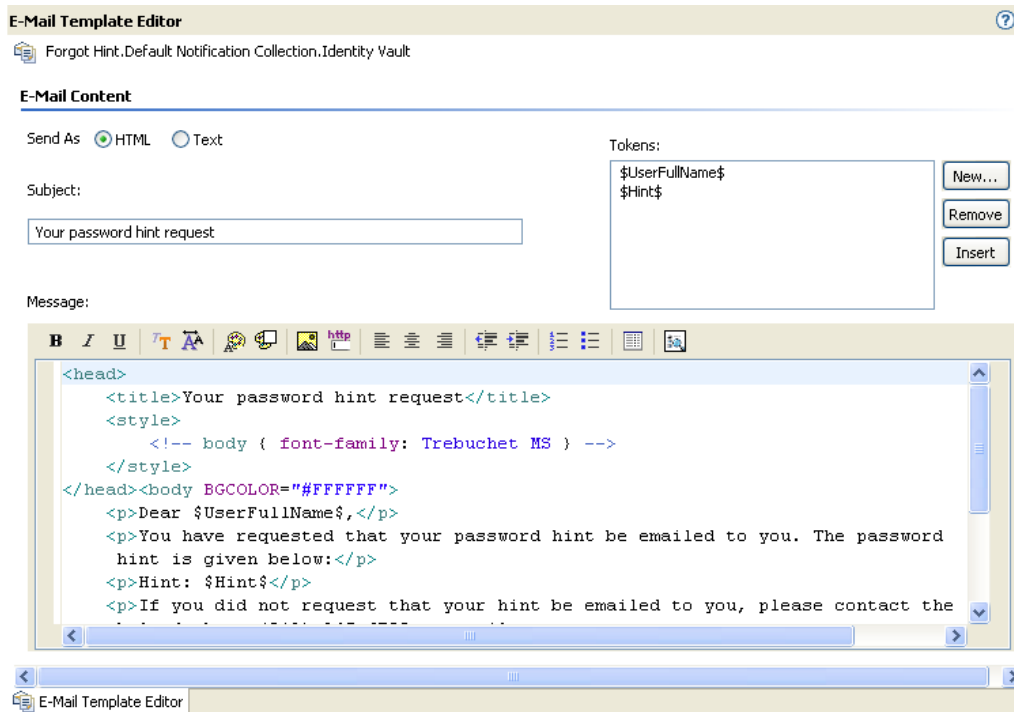 E-Mail Template Editor
Forgot Hint.Default Notification Collection.Identity Vault
E-Mail Content
Send As HTML Text
Tokens:
$UserFullName$
$Hint$
New...
Remove
Insert
Subject:
Your password hint request
Message:
B I U TT AA http
<head>
<title>Your password hint request</title>
<style>
<!-- body { font-family: Trebuchet MS } -->
</style>
</head><body BGCOLOR="#FFFFFF">
<p>Dear $UserFullName$,</p>
<p>You have requested that your password hint be emailed to you. The password
hint is given below:</p>
<p>Hint: $Hint$</p>
<p>If you did not request that your hint be emailed to you, please contact the
E-Mail Template Editor